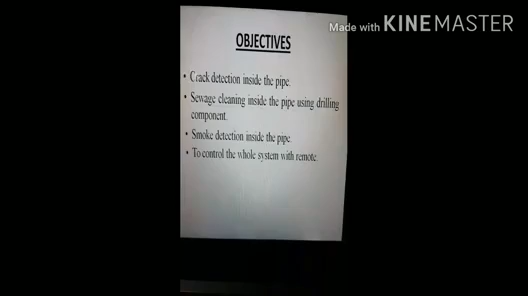 Made with KINEMASTER
OBJECTIVES
• Crack detection inside the pipe.
• Sewage cleaning inside the pipe using drilling
component.
• Smoke detection inside the pipe
• To control the whole system with remote.